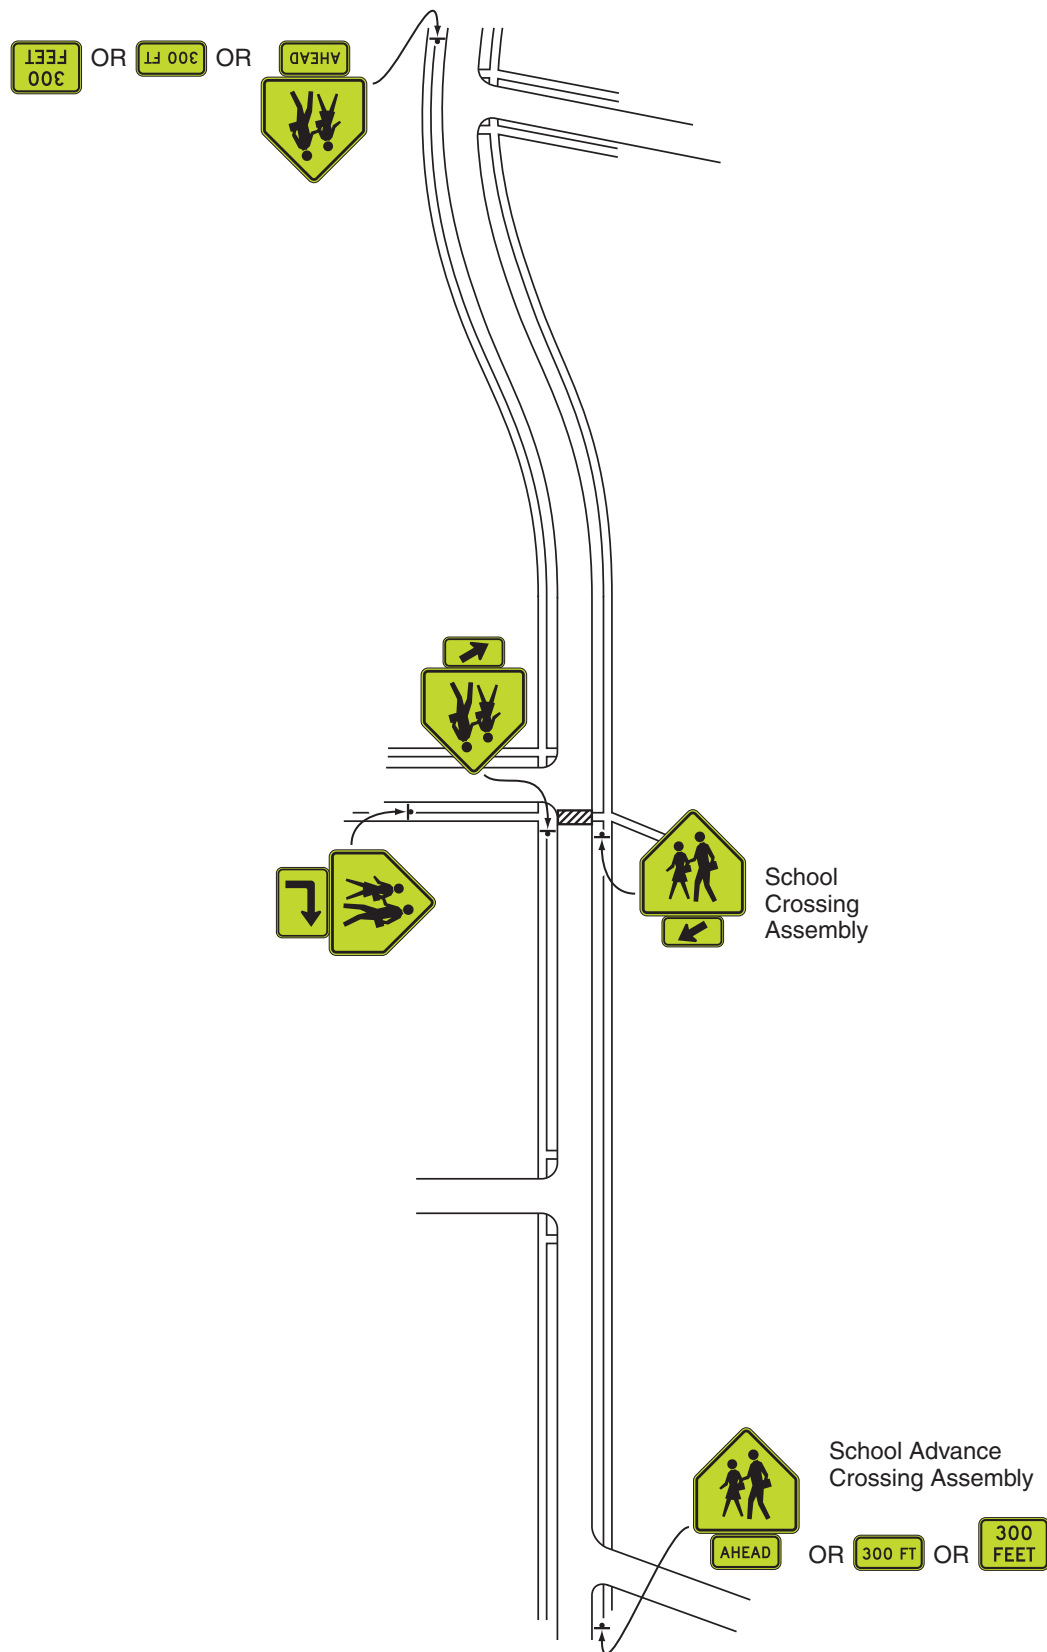 300
FEET
OR
300 FT
OR
AHEAD
School
Crossing
Assembly
School Advance
Crossing Assembly
AHEAD
OR
300 FT
OR
300
FEET